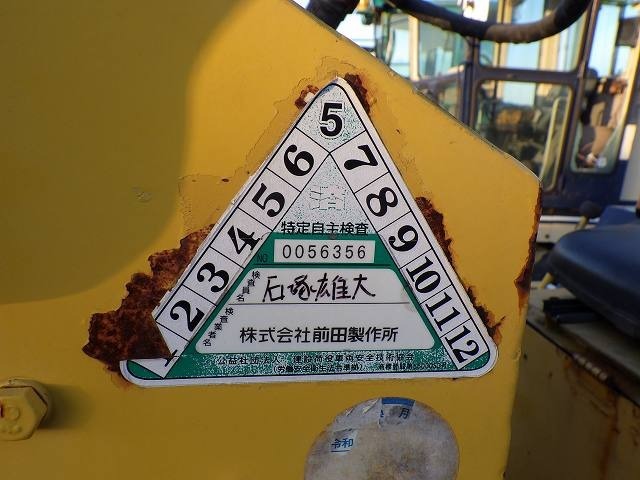 5
6
7
5
8
4
9
3
10
2
11
1
12
済
特定自主検査
NO 0056356
検査員名 石塚雄大
検査業者名 株式会社前田製作所
公益社団法人 建設荷役車両安全技術協会
令和
月